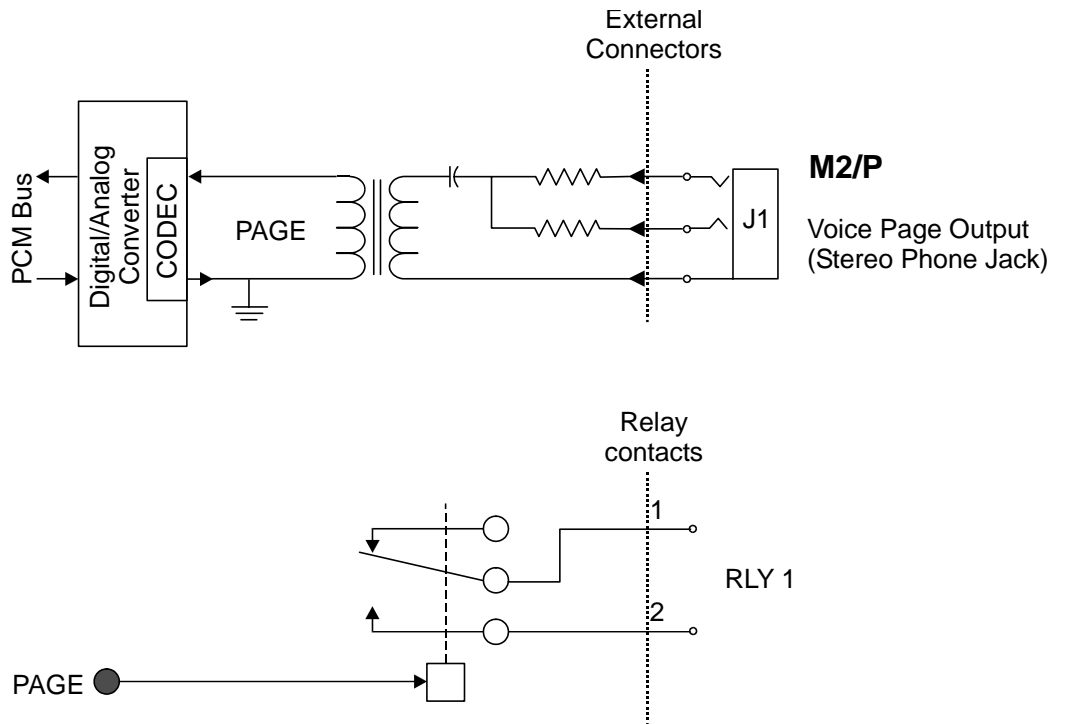 External
Connectors
PCM Bus
Digital/Analog
Converter
CODEC
PAGE
J1
M2/P
Voice Page Output
(Stereo Phone Jack)
Relay
contacts
1
RLY 1
2
PAGE